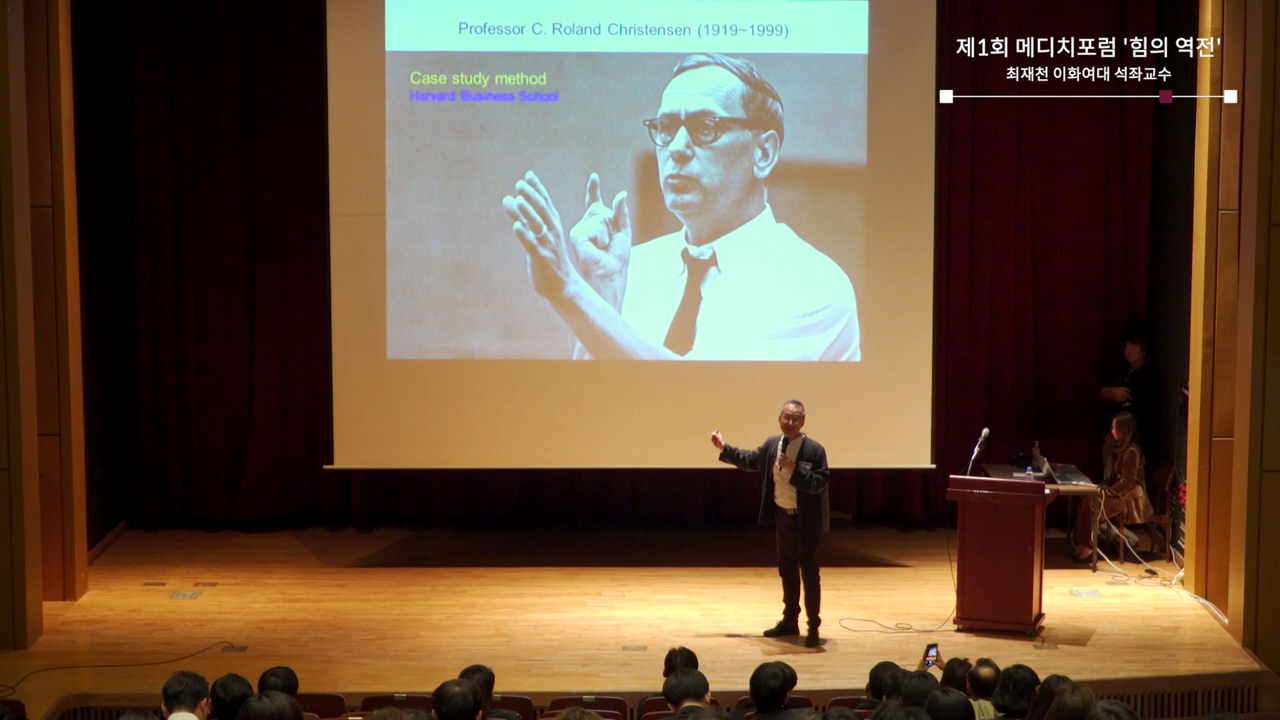 Professor C. Roland Christensen (1919~1999)
Case study method
Harvard Business School
제1회 메디치포럼 '힘의 역전'
최재천 이화여대 석좌교수